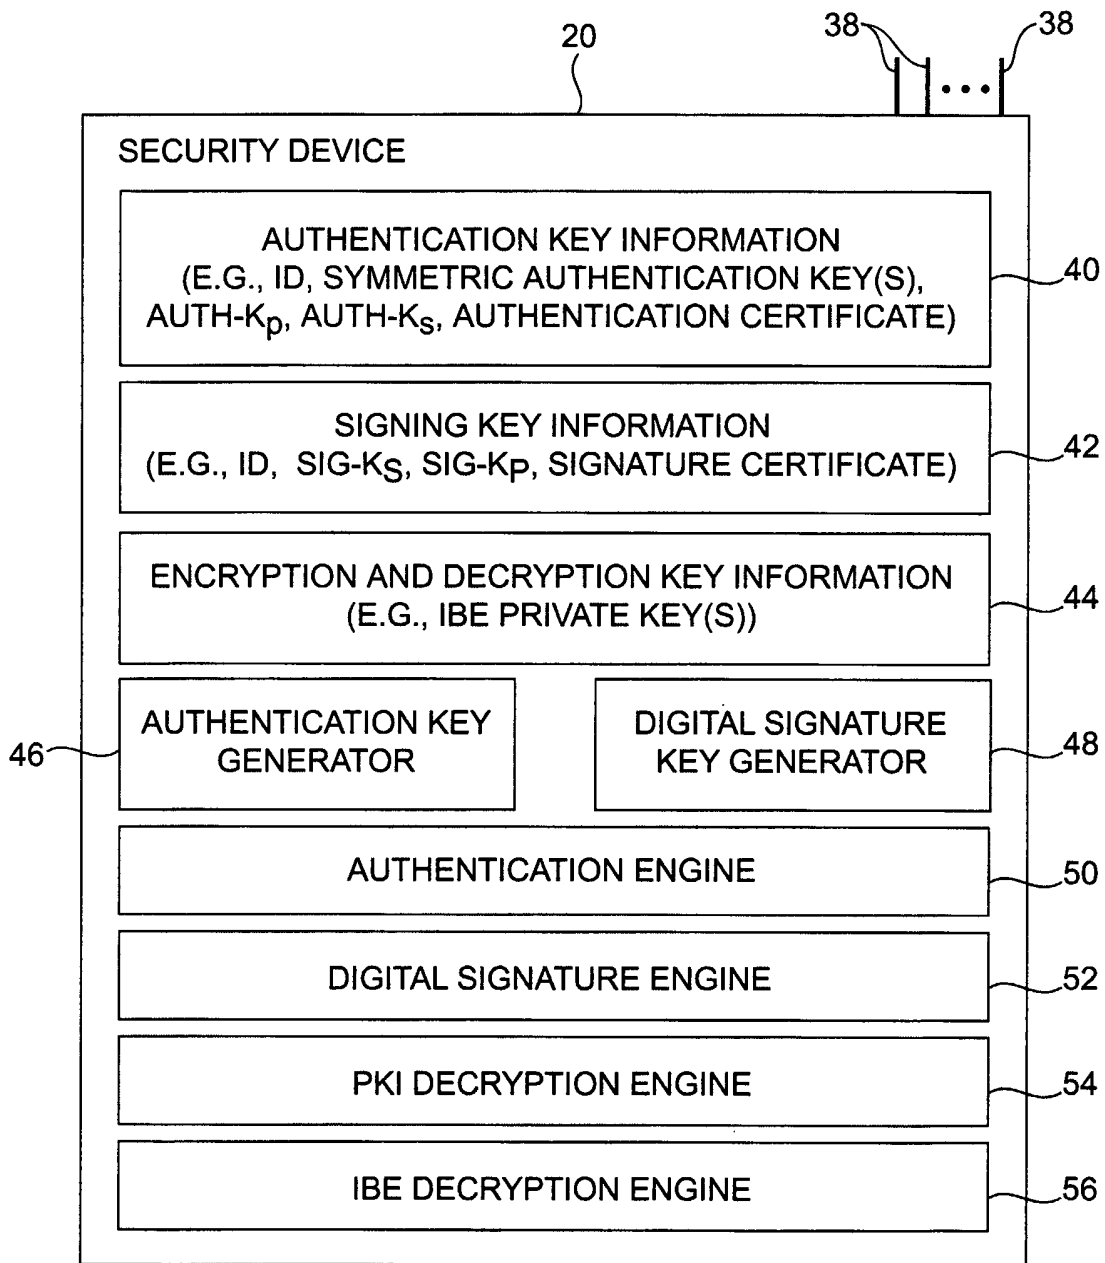 20
38
38
SECURITY DEVICE
AUTHENTICATION KEY INFORMATION
(E.G., ID, SYMMETRIC AUTHENTICATION KEY(S),
AUTH-Kp, AUTH-Ks, AUTHENTICATION CERTIFICATE)
40
SIGNING KEY INFORMATION
(E.G., ID, SIG-KS, SIG-KP, SIGNATURE CERTIFICATE)
42
ENCRYPTION AND DECRYPTION KEY INFORMATION
(E.G., IBE PRIVATE KEY(S))
44
46
AUTHENTICATION KEY
GENERATOR
DIGITAL SIGNATURE
KEY GENERATOR
48
AUTHENTICATION ENGINE
50
DIGITAL SIGNATURE ENGINE
52
PKI DECRYPTION ENGINE
54
IBE DECRYPTION ENGINE
56